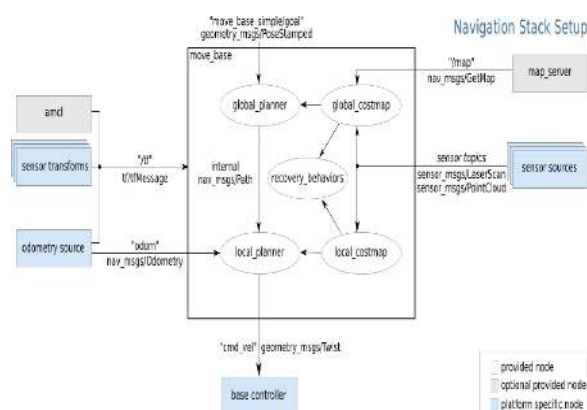 "move_base_simple/goal"
geometry_msgs/PoseStamped
Navigation Stack Setup
move_base
"/map"
nav_msgs/GetMap
map_server
global_planner
global_costmap
amcl
sensor transforms
"/tf"
tf/tfMessage
internal
nav_msgs/Path
recovery_behaviors
sensor topics
sensor_msgs/LaserScan
sensor_msgs/PointCloud
sensor sources
odometry source
"odom"
nav_msgs/Odometry
local_planner
local_costmap
"cmd_vel" geometry_msgs/Twist
base controller
provided node
optional provided node
platform specific node